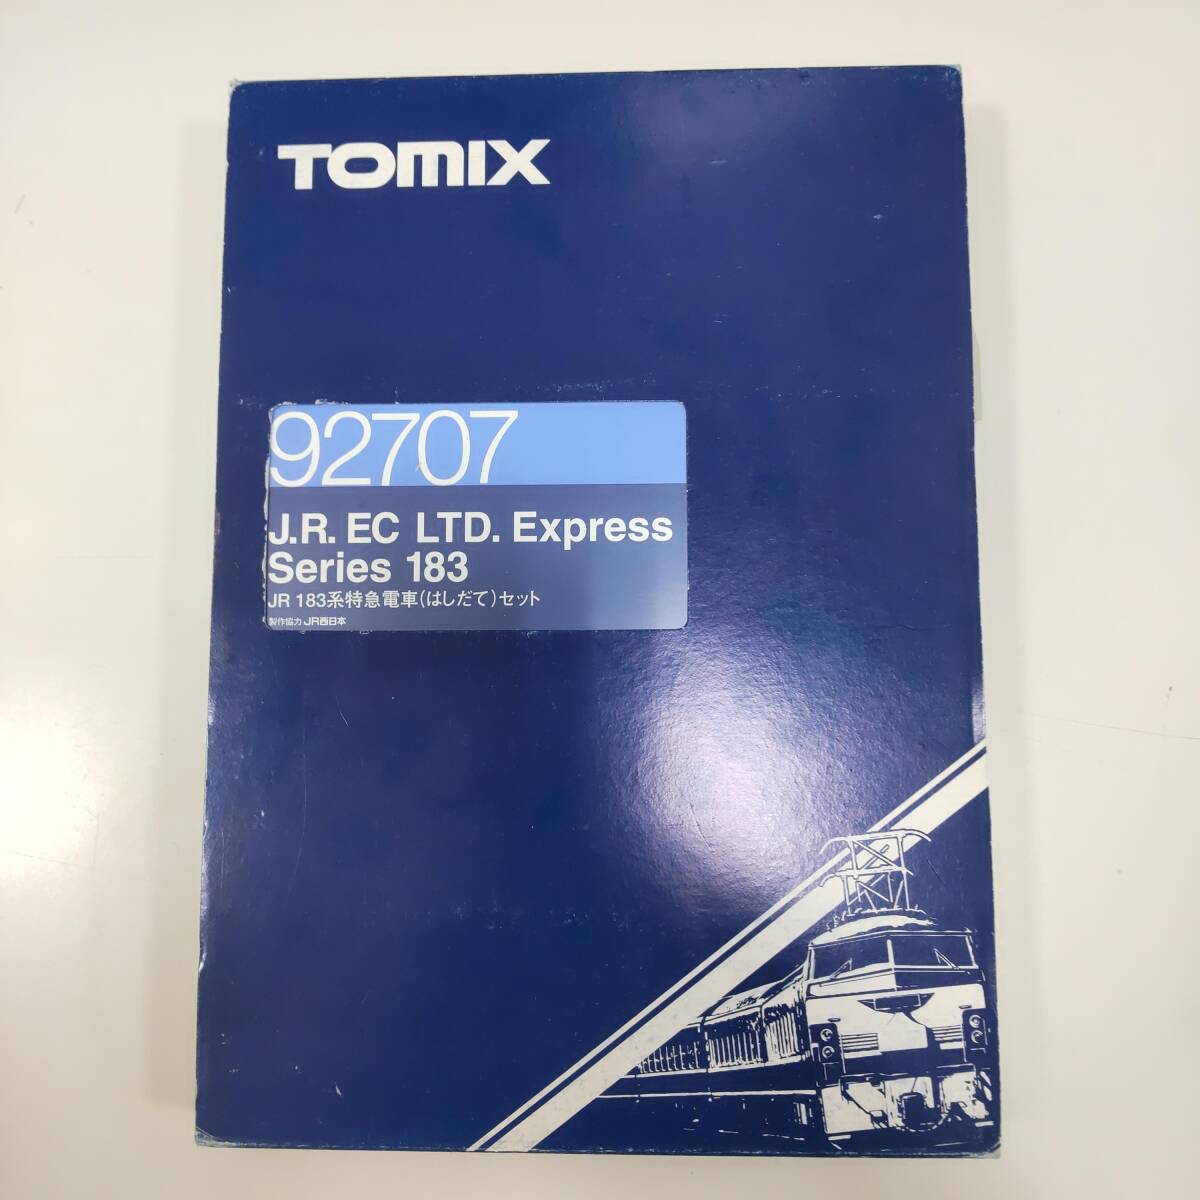 TOMIX
92707
J.R. EC LTD. Express
Series 183
JR 183系特急電車(はしだて)セット
製作協力 JR西日本